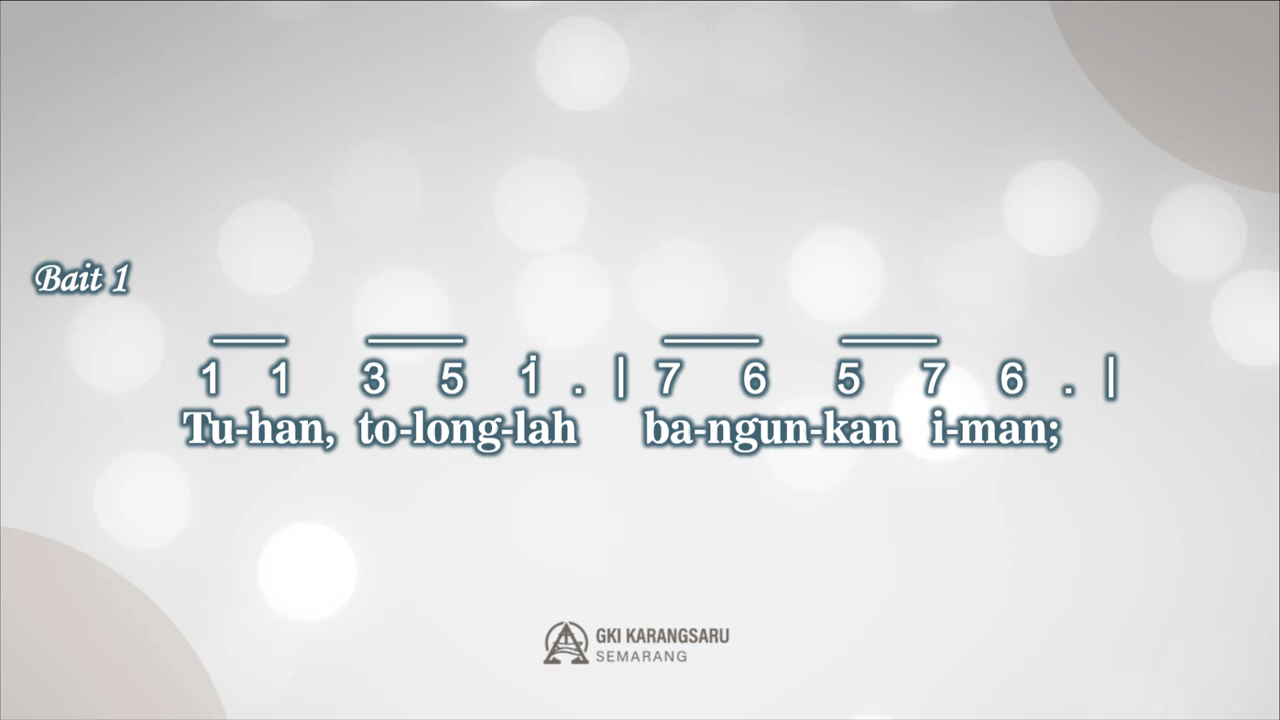 Bait 1
1 1 3 5 1̇ . | 7 6 5 7 6 . |
Tu-han, to-long-lah ba-ngun-kan i-man;
GKI KARANGSARU
SEMARANG